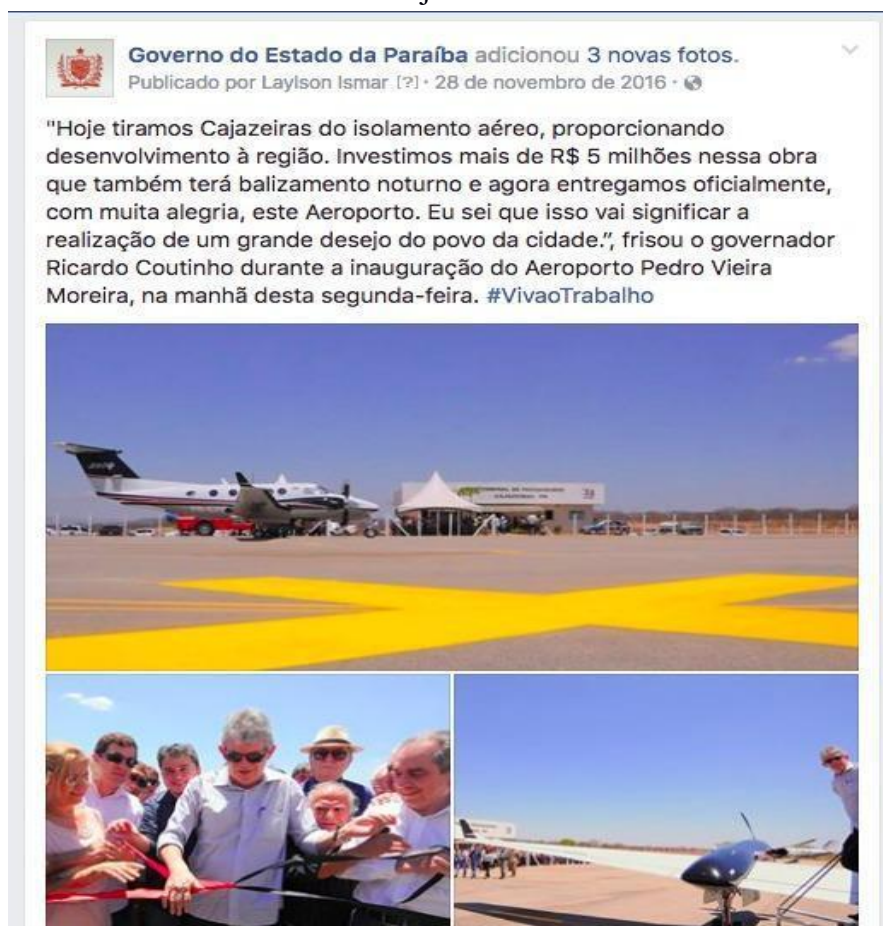 Governo do Estado da Paraíba adicionou 3 novas fotos.
Publicado por Laylson Ismar [?] · 28 de novembro de 2016 ·
"Hoje tiramos Cajazeiras do isolamento aéreo, proporcionando
desenvolvimento à região. Investimos mais de R$ 5 milhões nessa obra
que também terá balizamento noturno e agora entregamos oficialmente,
com muita alegria, este Aeroporto. Eu sei que isso vai significar a
realização de um grande desejo do povo da cidade.”, frisou o governador
Ricardo Coutinho durante a inauguração do Aeroporto Pedro Vieira
Moreira, na manhã desta segunda-feira. #VivaoTrabalho